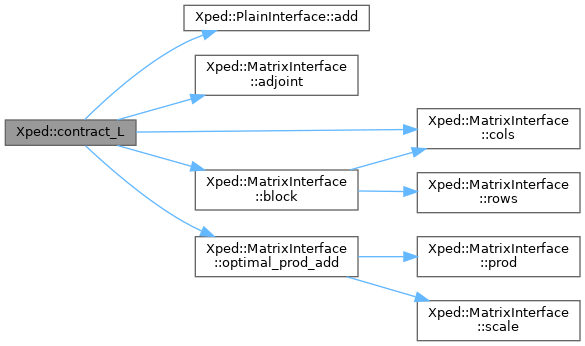 Xped::contract_L
Xped::PlainInterface::add
Xped::MatrixInterface
::adjoint
Xped::MatrixInterface
::block
Xped::MatrixInterface
::optimal_prod_add
Xped::MatrixInterface
::cols
Xped::MatrixInterface
::rows
Xped::MatrixInterface
::prod
Xped::MatrixInterface
::scale